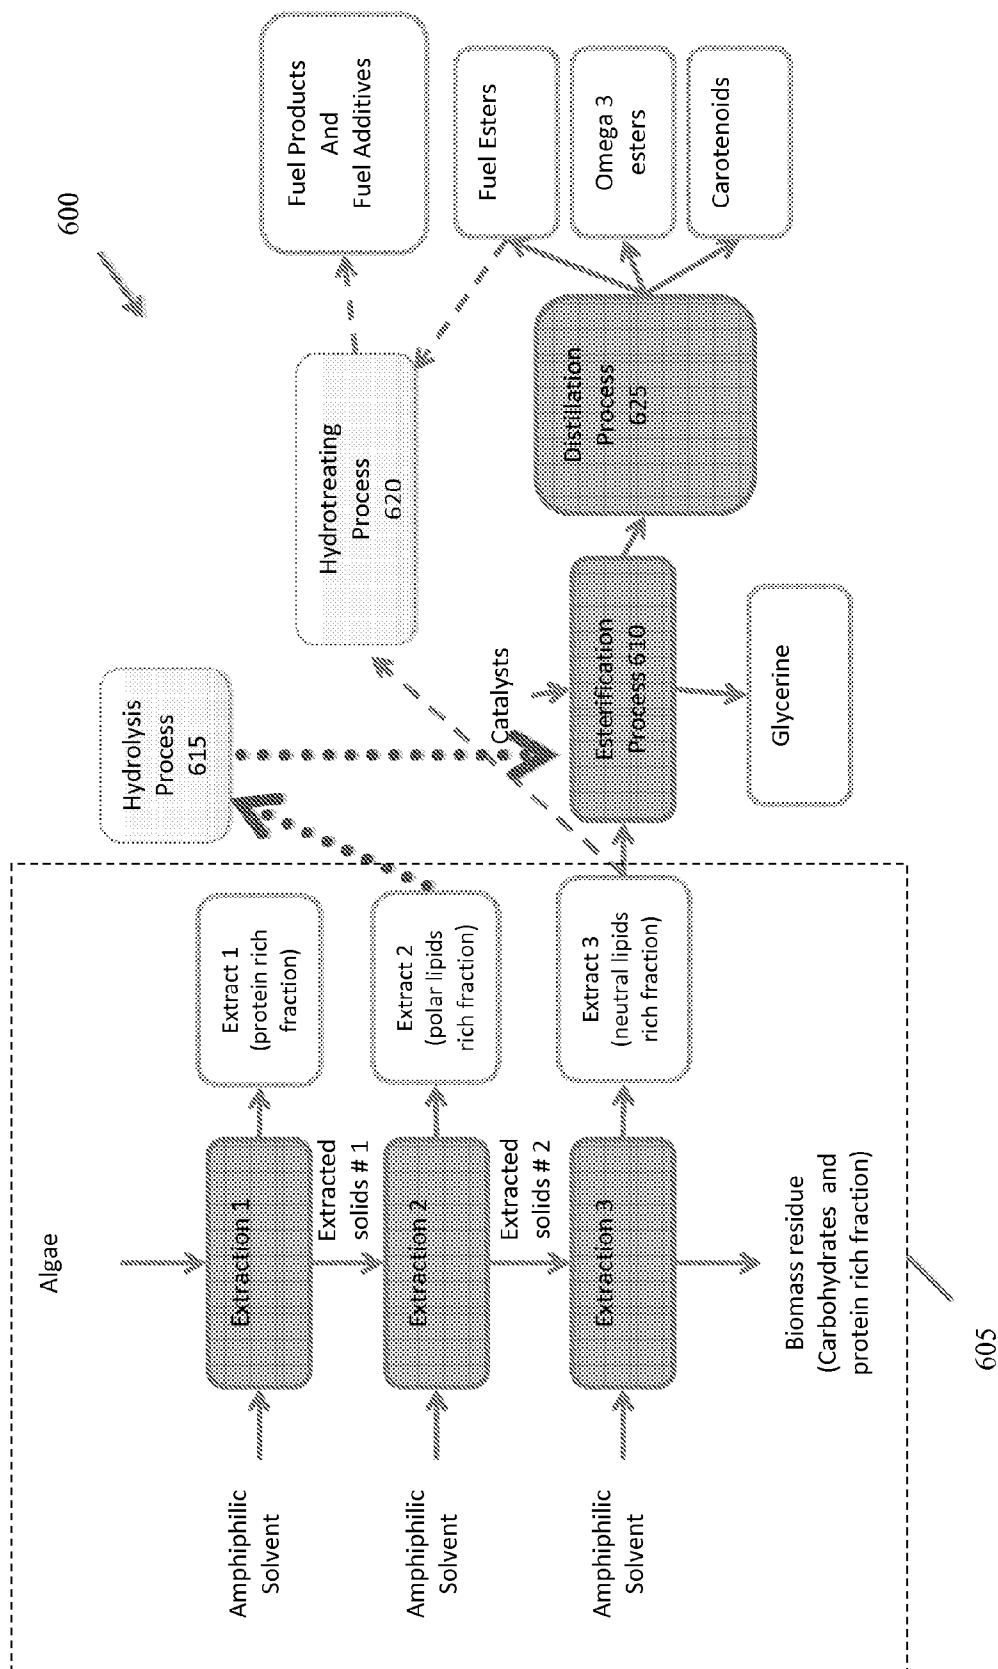 600
Algae
Amphiphilic
Solvent
Extraction 1
Extract 1
(protein rich
fraction)
Extracted
solids # 1
Amphiphilic
Solvent
Extraction 2
Extract 2
(polar lipids
rich fraction)
Extracted
solids # 2
Amphiphilic
Solvent
Extraction 3
Extract 3
(neutral lipids
rich fraction)
Biomass residue
(Carbohydrates and
protein rich fraction)
605
Hydrolysis
Process
615
Catalysts
Esterification
Process 610
Glycerine
Hydrotreating
Process
620
Distillation
Process
625
Fuel Products
And
Fuel Additives
Fuel Esters
Omega 3
esters
Carotenoids